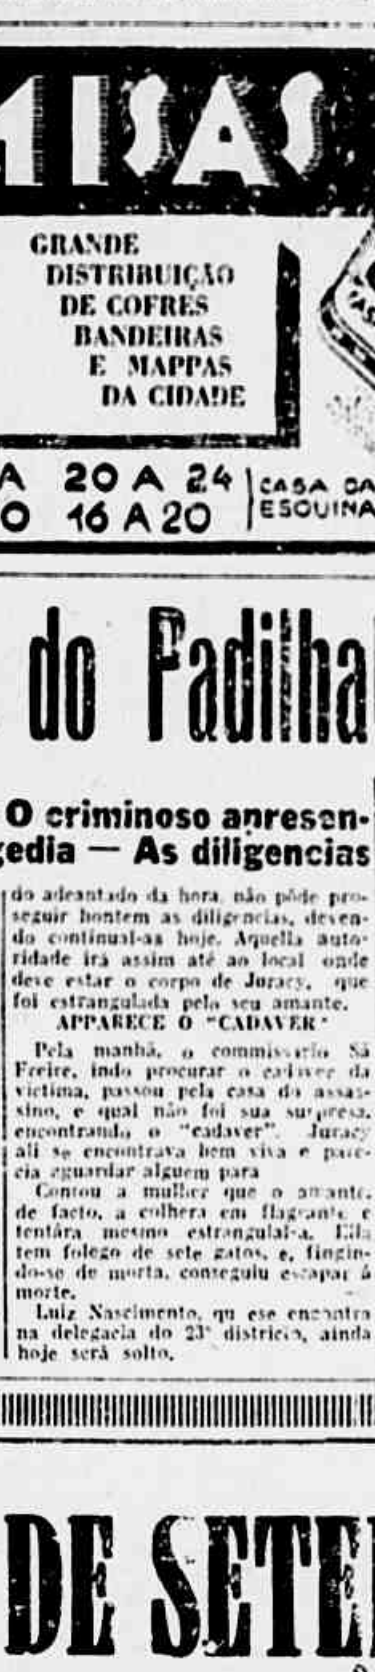 MISAS
GRANDE
DISTRIBUIÇÃO
DE COFRES
BANDEIRAS
E MAPPAS
DA CIDADE
A 20 A 24
O 16 A 20
CASA DA
ESQUINA
do Padilha
O criminoso apresen-
gedia — As diligencias
do adeantado da hora, não póde pro-
seguir hontem as diligencias, deven-
do continual-as hoje. Aquella auto-
ridade irá assim até ao local onde
deve estar o corpo de Juracy, que
foi estrangulada pelo seu amante.
APPARECE O "CADAVER"
Pela manhã, o commissario Sá
Freire, indo procurar o cadaver da
victima, passou pela casa do assas-
sino, e qual não foi sua surpresa,
encontrando o "cadaver". Juracy
ali se encontrava bem viva e pare-
cia aguardar alguem para
Contou a mulher que o amante,
de facto, a colhera em flagrante e
tentára mesmo estrangulal-a. Ella
tem folego de sete gatos, e, fingin-
do-se de morta, conseguiu escapar á
morte.
Luiz Nascimento, qu ese encontra
na delegacia do 23° districto, ainda
hoje será solto.
DE SETE